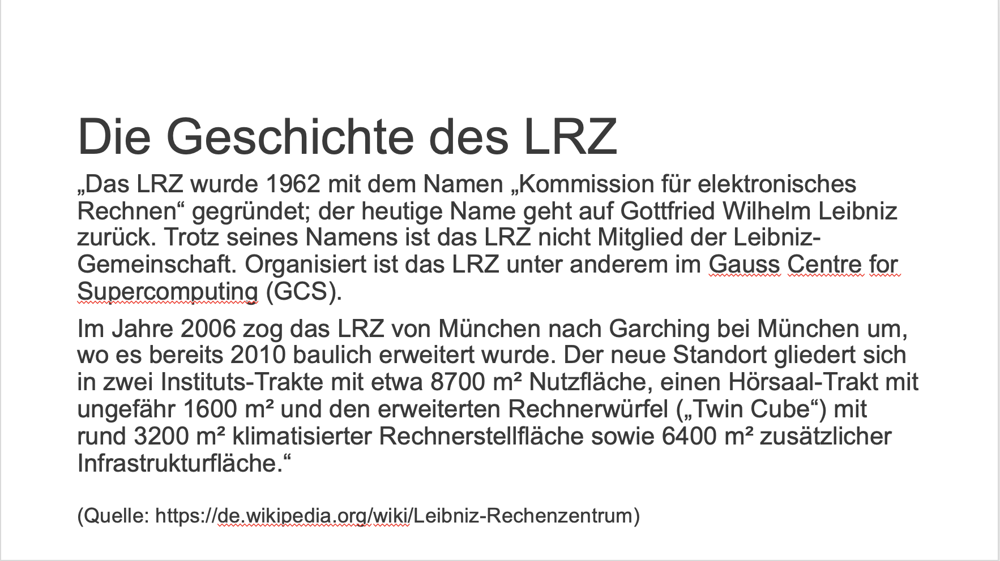 Die Geschichte des LRZ
„Das LRZ wurde 1962 mit dem Namen „Kommission für elektronisches
Rechnen“ gegründet; der heutige Name geht auf Gottfried Wilhelm Leibniz
zurück. Trotz seines Namens ist das LRZ nicht Mitglied der Leibniz-
Gemeinschaft. Organisiert ist das LRZ unter anderem im Gauss Centre for
Supercomputing (GCS).
Im Jahre 2006 zog das LRZ von München nach Garching bei München um,
wo es bereits 2010 baulich erweitert wurde. Der neue Standort gliedert sich
in zwei Instituts-Trakte mit etwa 8700 m² Nutzfläche, einen Hörsaal-Trakt mit
ungefähr 1600 m² und den erweiterten Rechnerwürfel („Twin Cube“) mit
rund 3200 m² klimatisierter Rechnerstellfläche sowie 6400 m² zusätzlicher
Infrastrukturfläche.“
(Quelle: https://de.wikipedia.org/wiki/Leibniz-Rechenzentrum)